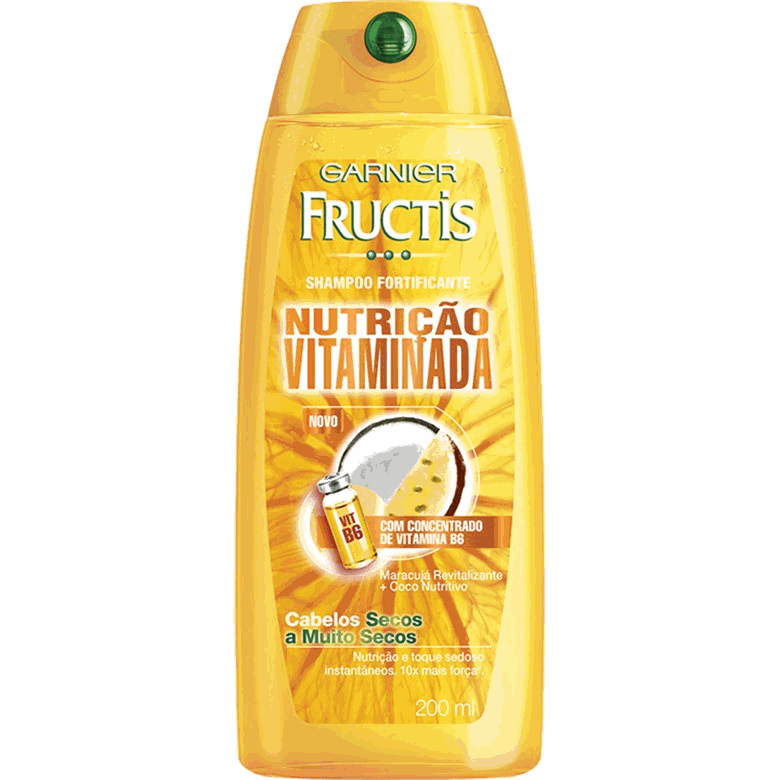 GARNIER
FRUCTIS
SHAMPOO FORTIFICANTE
NUTRIÇÃO
VITAMINADA
NOVO
VIT
B6
COM CONCENTRADO
DE VITAMINA B6
Maracujá Revitalizante
+ Coco Nutritivo
Cabelos Secos
a Muito Secos
Nutrição e toque sedoso
instantâneos. 10x mais força*.
200 ml